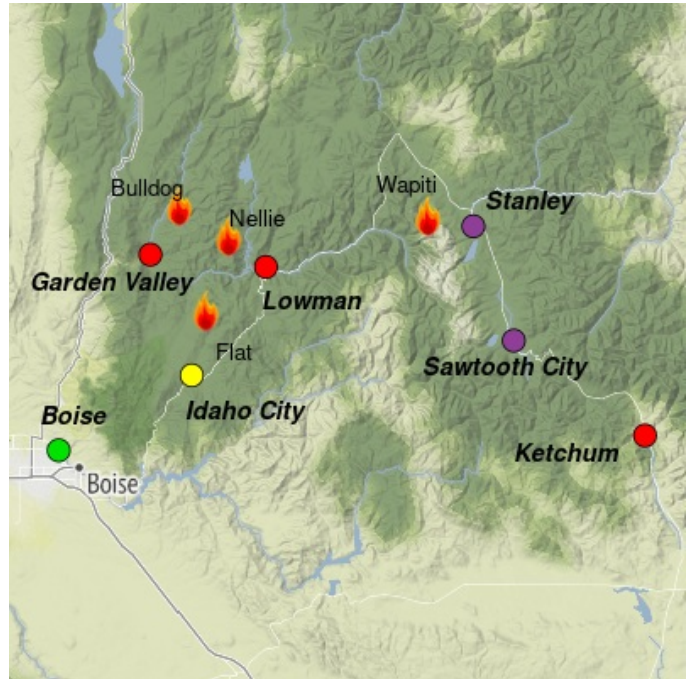 Bulldog
Wapiti
Stanley
Nellie
Garden Valley
Lowman
Flat
Sawtooth City
Idaho City
Boise
Ketchum
Boise